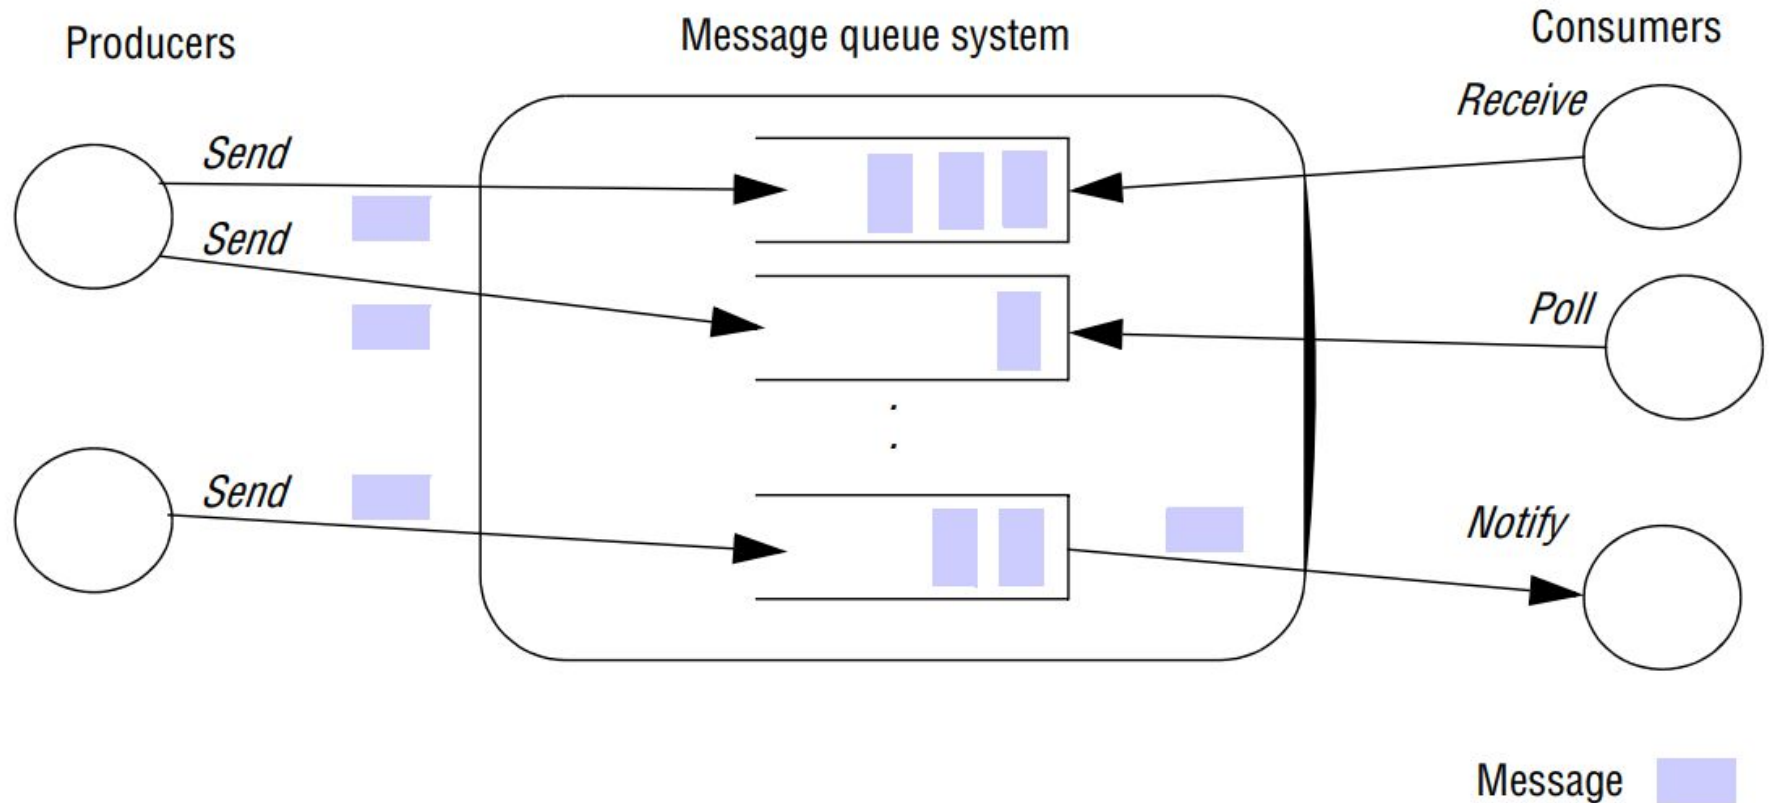 Producers
Message queue system
Consumers
Send
Receive
Send
Poll
Send
Notify
Message